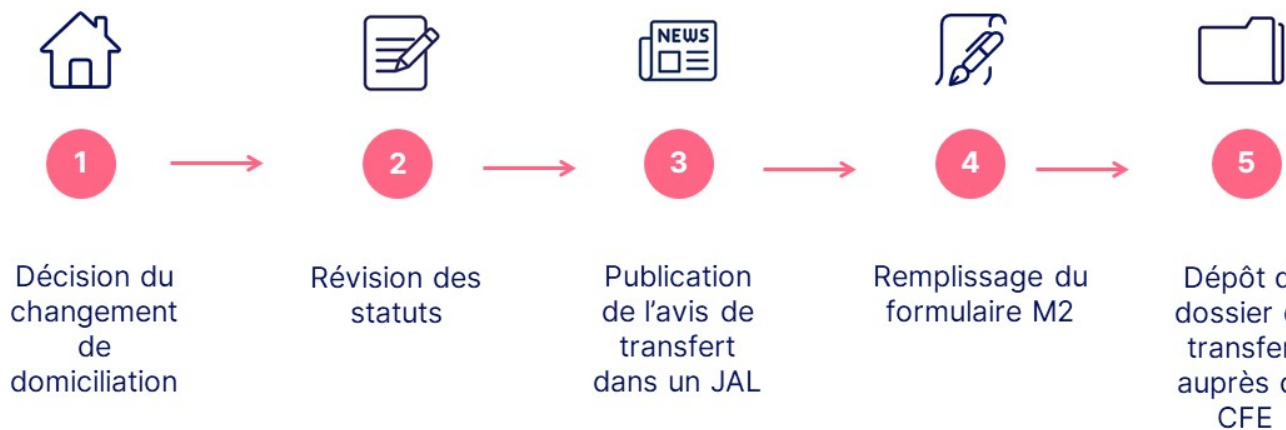 NEWS
1
2
3
4
5
Décision du
changement
de
domiciliation
Révision des
statuts
Publication
de l’avis de
transfert
dans un JAL
Remplissage du
formulaire M2
Dépôt
dossier
auprès
CFE